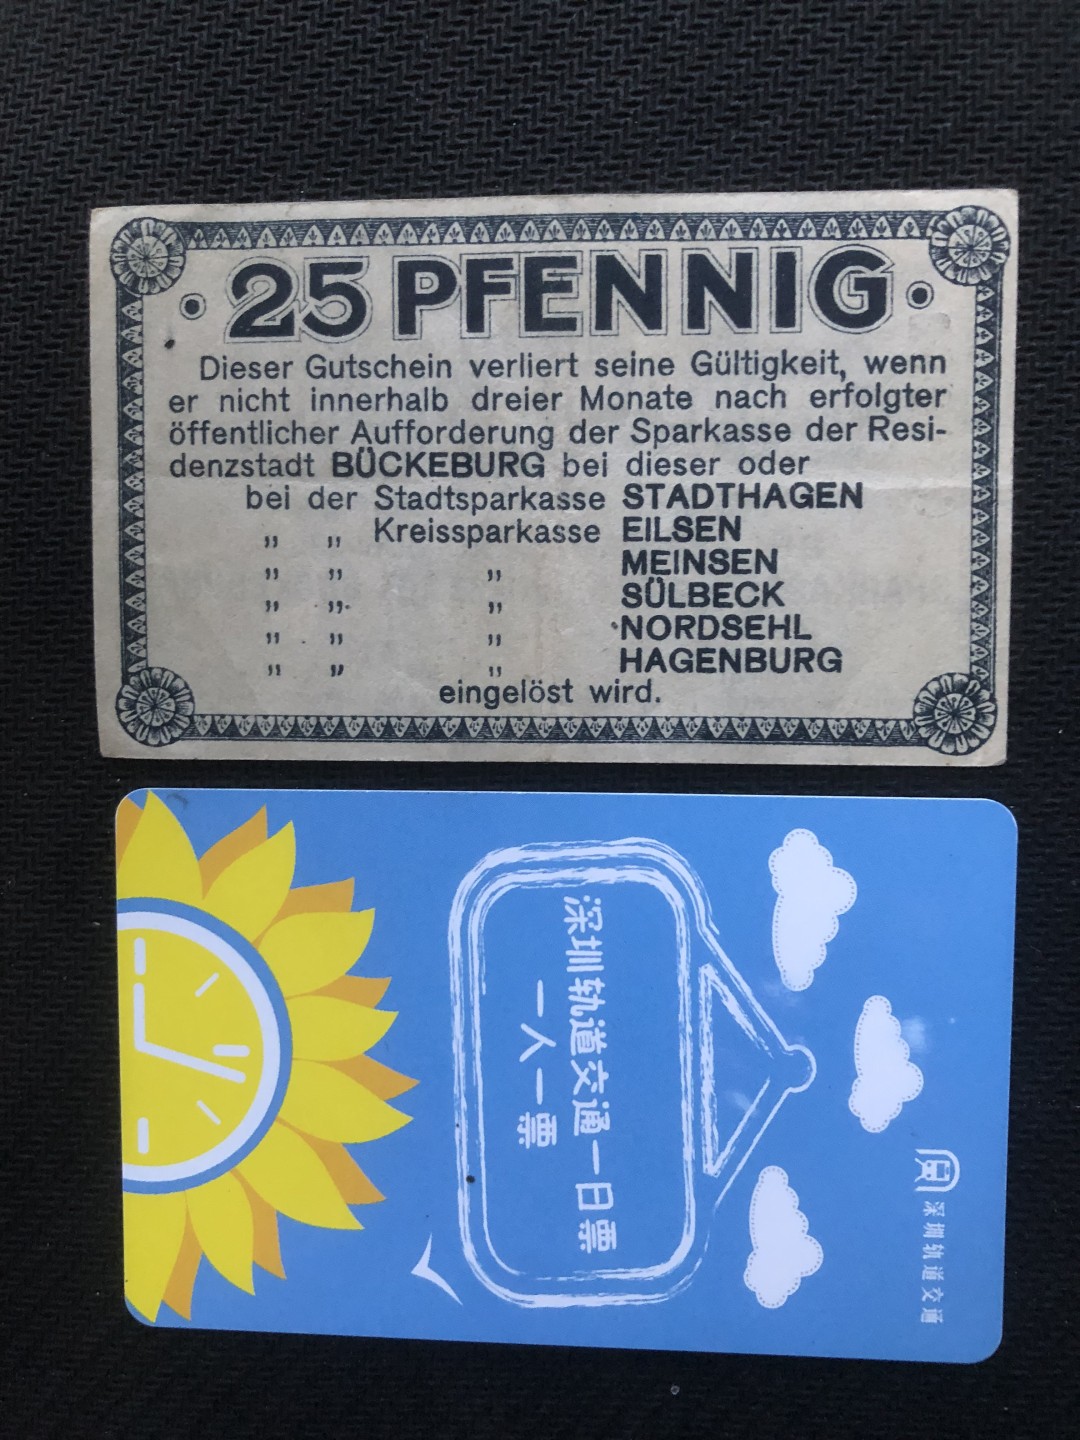 • 25 PFENNIG •
Dieser Gutschein verliert seine Gültigkeit, wenn
er nicht innerhalb dreier Monate nach erfolgter
öffentlicher Aufforderung der Sparkasse der Resi-
denzstadt BÜCKEBURG bei dieser oder
bei der Stadtsparkasse STADTHAGEN
„ „ Kreissparkasse EILSEN
„ „ „ MEINSEN
„ „ „ SÜLBECK
„ „ „ NORDSEHL
„ „ „ HAGENBURG
eingelöst wird.
深圳轨道交通
深圳轨道交通一日票
一人一票